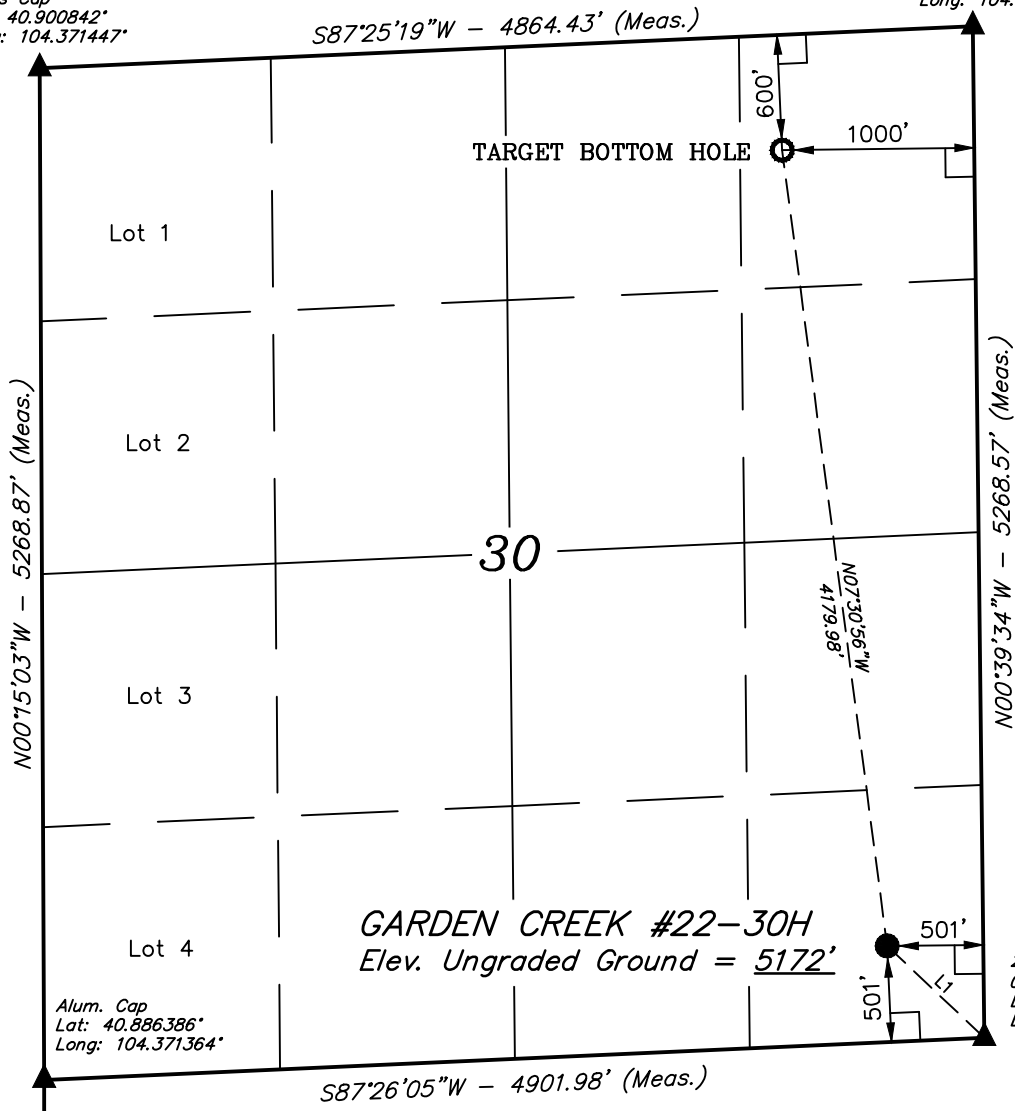 40.900842°
104.371447°
S87°25'19"W - 4864.43' (Meas.)
600'
1000'
TARGET BOTTOM HOLE
Lot 1
N00°15'03"W - 5268.87' (Meas.)
N00°39'34"W - 5268.57' (Meas.)
Lot 2
30
N07°30'56"W
4179.98'
Lot 3
GARDEN CREEK #22-30H
Elev. Ungraded Ground = 5172'
501'
Lot 4
L1
501'
Alum. Cap
Lat: 40.886386°
Long: 104.371364°
S87°26'05"W - 4901.98' (Meas.)